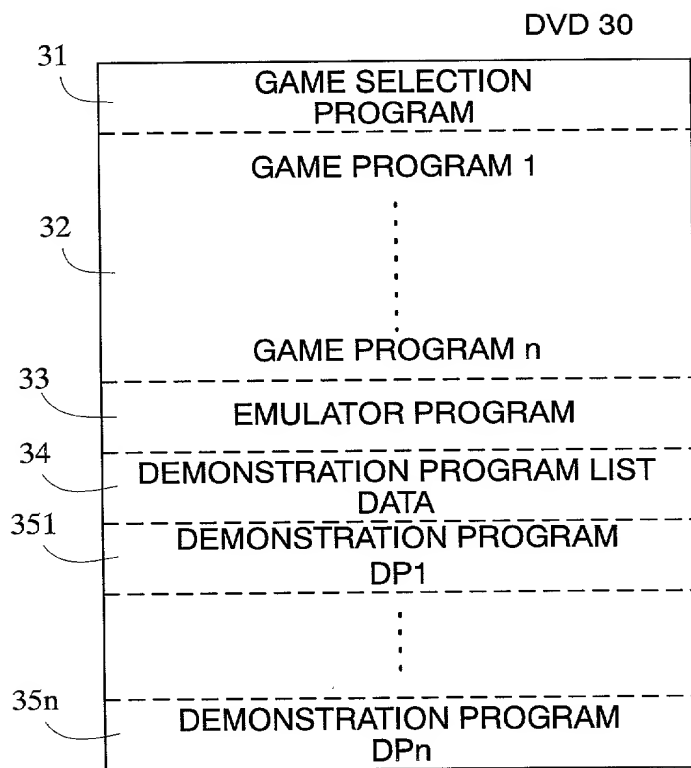 DVD 30
31
GAME SELECTION
PROGRAM
GAME PROGRAM 1
32
GAME PROGRAM n
33
EMULATOR PROGRAM
34
DEMONSTRATION PROGRAM LIST
DATA
351
DEMONSTRATION PROGRAM
DP1
35n
DEMONSTRATION PROGRAM
DPn